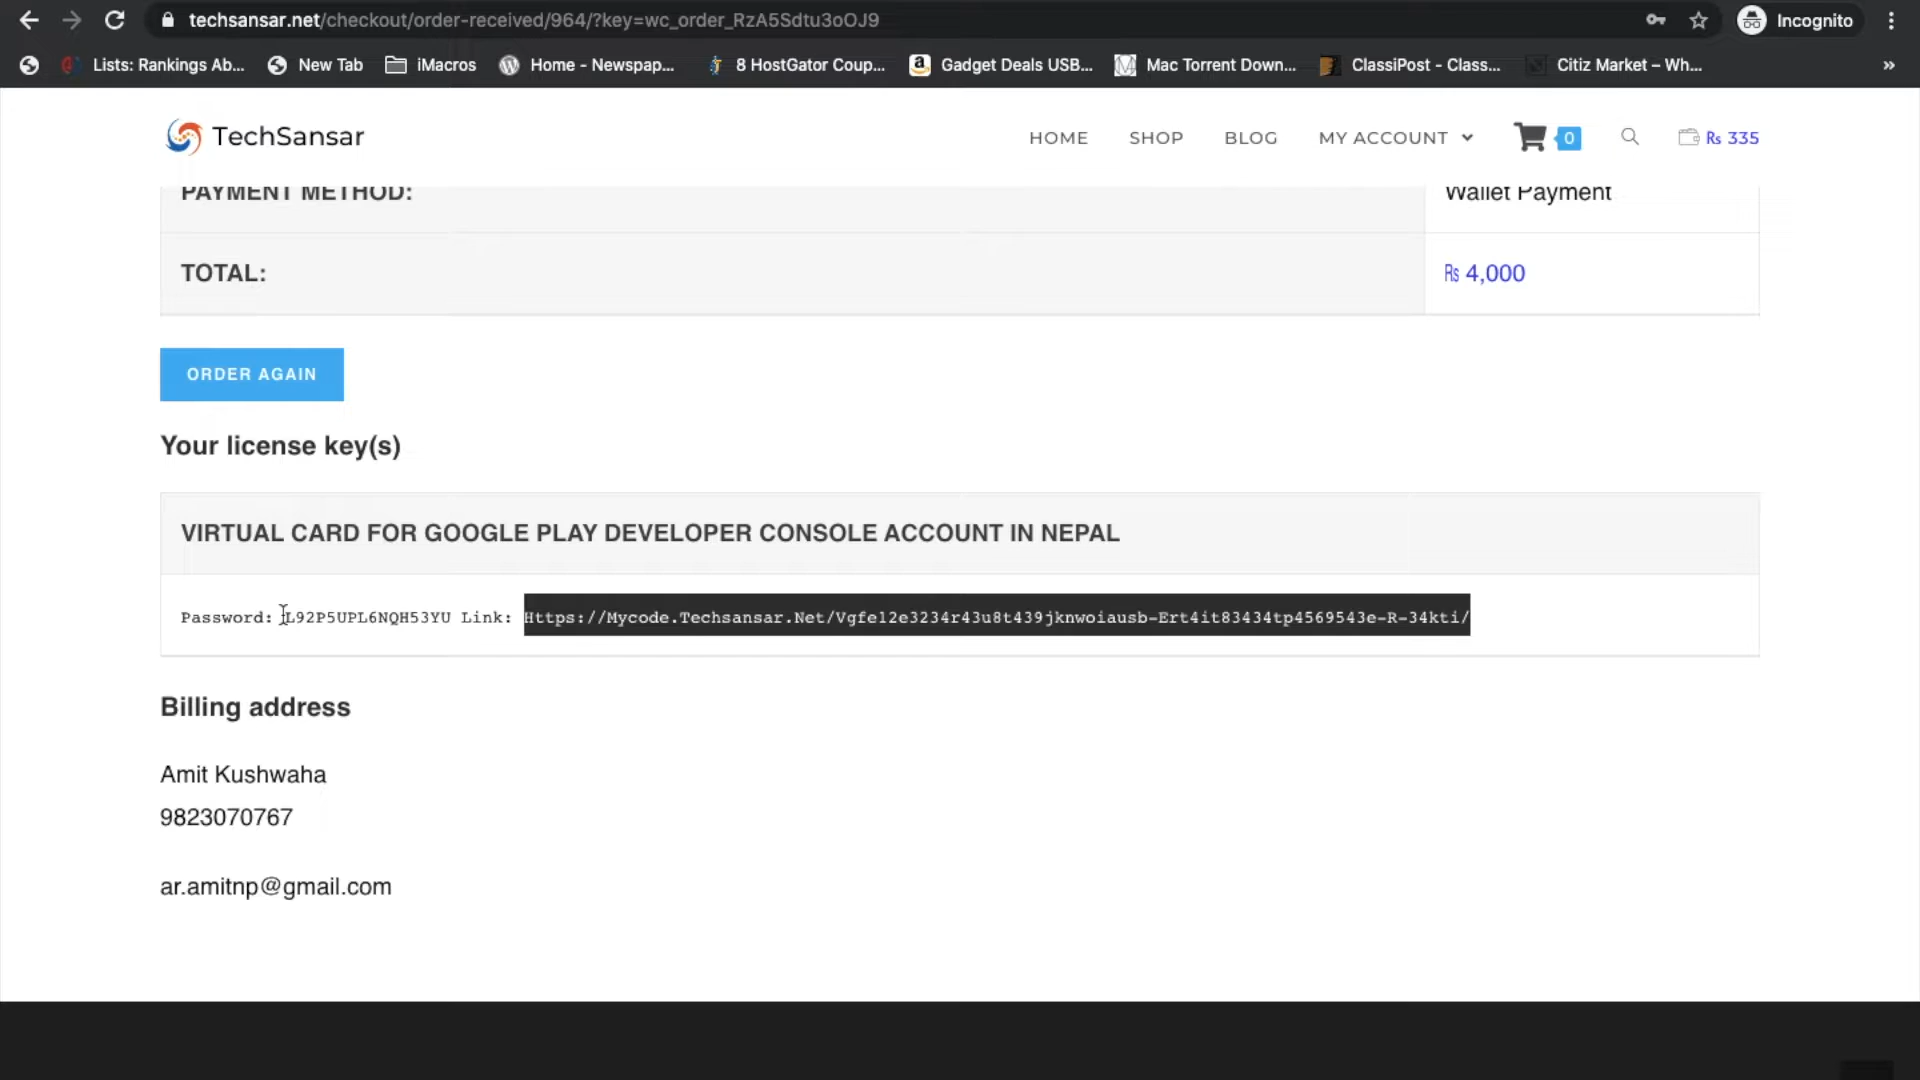 techsansar.net/checkout/order-received/964/?key=wc_order_RzA5Sdtu3oOJ9
Incognito
Lists: Rankings Ab...
New Tab
iMacros
Home - Newspap...
8 HostGator Coup...
Gadget Deals USB...
Mac Torrent Down...
ClassiPost - Class...
Citiz Market – Wh...
»
TechSansar
HOME
SHOP
BLOG
MY ACCOUNT
0
₨ 335
PAYMENT METHOD:
Wallet Payment
TOTAL:
₨ 4,000
ORDER AGAIN
Your license key(s)
VIRTUAL CARD FOR GOOGLE PLAY DEVELOPER CONSOLE ACCOUNT IN NEPAL
Password: L92P5UPL6NQH53YU Link: Https://Mycode.Techsansar.Net/Vgfe12e3234r43u8t439jknwoiausb-Ert4it83434tp4569543e-R-34kti/
Billing address
Amit Kushwaha
9823070767
ar.amitnp@gmail.com